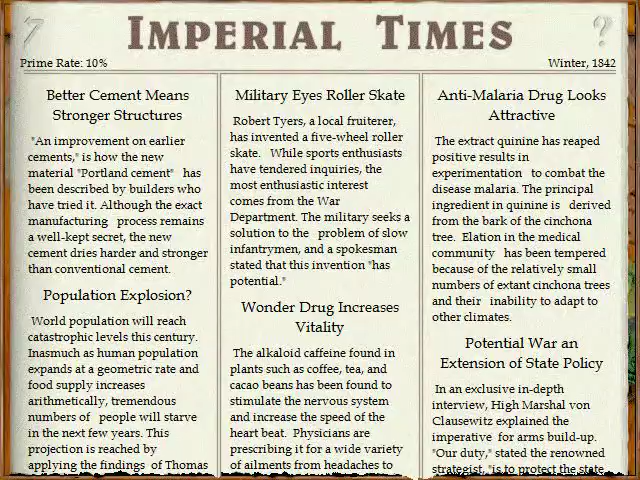 7
IMPERIAL TIMES
?
Prime Rate: 10%
Winter, 1842
Better Cement Means
Stronger Structures
"An improvement on earlier
cements," is how the new
material "Portland cement" has
been described by builders who
have tried it. Although the exact
manufacturing process remains
a well-kept secret, the new
cement dries harder and stronger
than conventional cement.
Population Explosion?
World population will reach
catastrophic levels this century.
Inasmuch as human population
expands at a geometric rate and
food supply increases
arithmetically, tremendous
numbers of people will starve
in the next few years. This
projection is reached by
applying the findings of Thomas
Military Eyes Roller Skate
Robert Tyers, a local fruiterer,
has invented a five-wheel roller
skate. While sports enthusiasts
have tendered inquiries, the
most enthusiastic interest
comes from the War
Department. The military seeks a
solution to the problem of slow
infantrymen, and a spokesman
stated that this invention "has
potential."
Wonder Drug Increases
Vitality
The alkaloid caffeine found in
plants such as coffee, tea, and
cacao beans has been found to
stimulate the nervous system
and increase the speed of the
heart beat. Physicians are
prescribing it for a wide variety
of ailments from headaches to
Anti-Malaria Drug Looks
Attractive
The extract quinine has reaped
positive results in
experimentation to combat the
disease malaria. The principal
ingredient in quinine is derived
from the bark of the cinchona
tree. Elation in the medical
community has been tempered
because of the relatively small
numbers of extant cinchona trees
and their inability to adapt to
other climates.
Potential War an
Extension of State Policy
In an exclusive in-depth
interview, High Marshal von
Clausewitz explained the
imperative for arms build-up.
"Our duty," stated the renowned
strategist, "is to protect the state